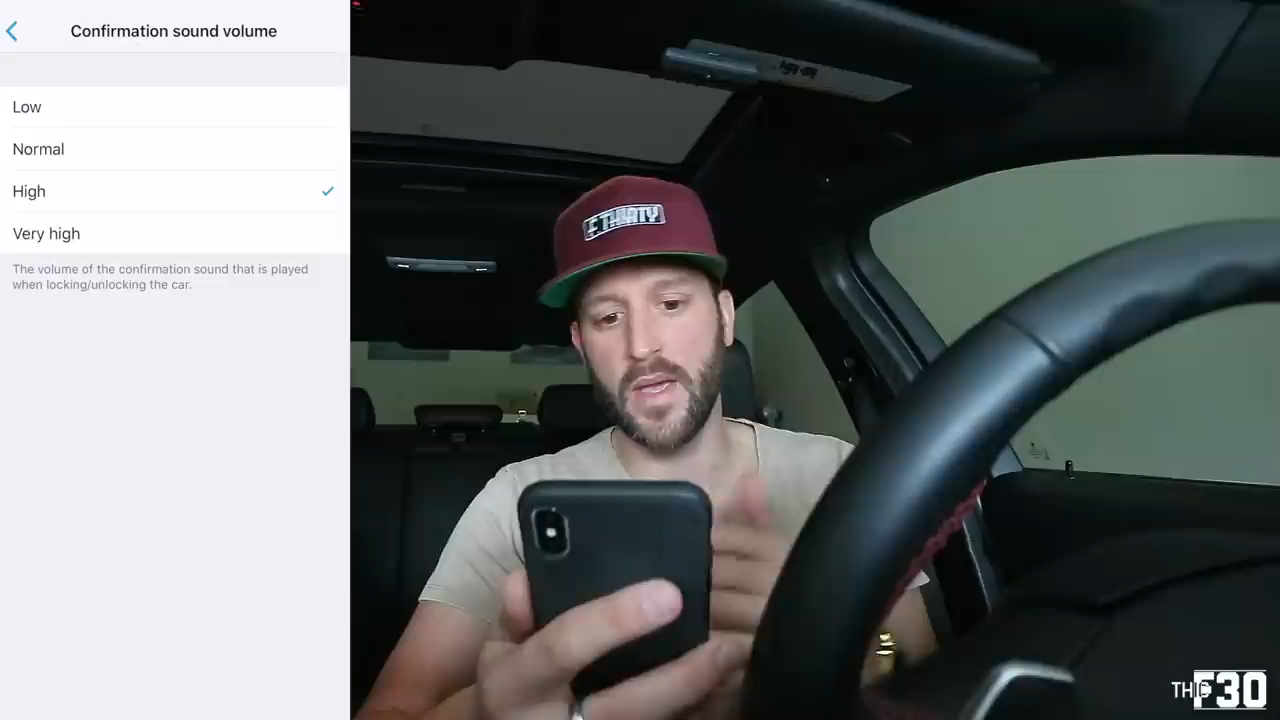 Confirmation sound volume
Low
Normal
High
Very high
The volume of the confirmation sound that is played
when locking/unlocking the car.
THIRTY
F30